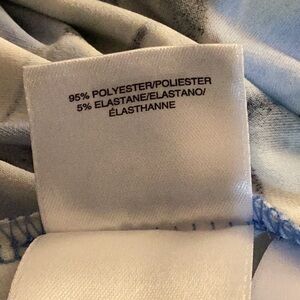 95% POLYESTER/POLIESTER
5% ELASTANE/ELASTANO/
ÉLASTHANNE